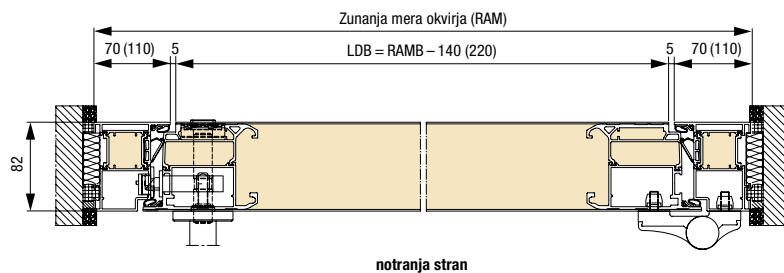 Zunanja mera okvirja (RAM)
70 (110) 5 LDB = RAMB – 140 (220) 5 70 (110)
82
notranja stran